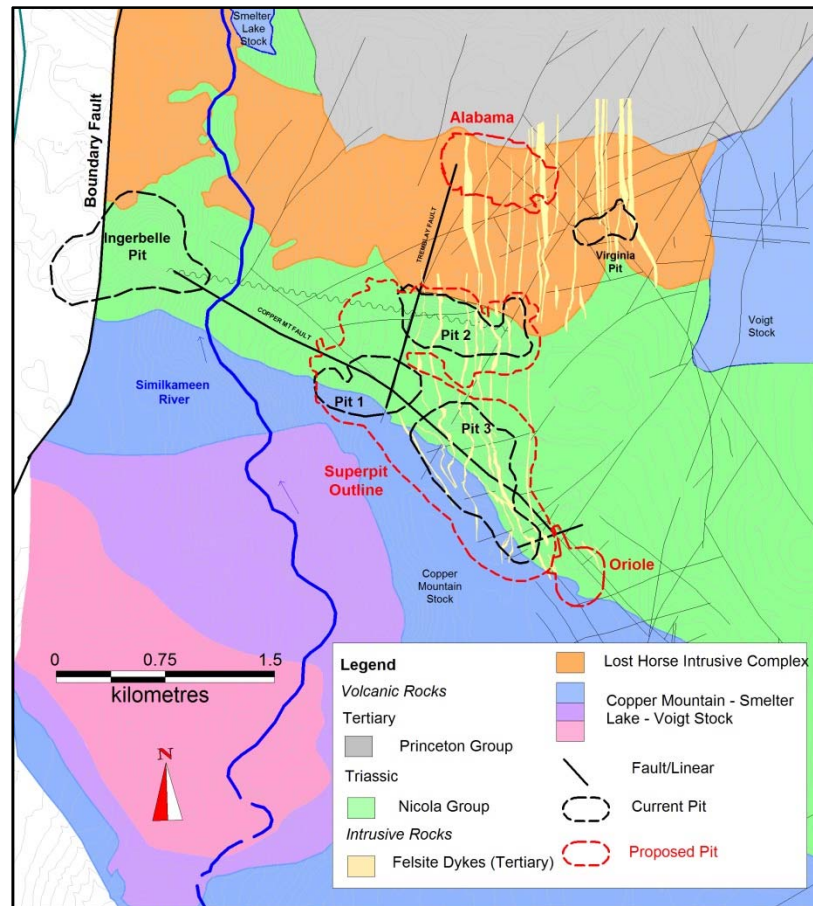 Smelter
Lake
Stock
Boundary Fault
Alabama
TREMBLAY FAULT
Ingerbelle
Pit
Virginia
Pit
COPPER MT FAULT
Pit 2
Voigt
Stock
Similkameen
River
Pit 1
Pit 3
Superpit
Outline
Copper
Mountain
Stock
Oriole
0 0.75 1.5
kilometres
N
Legend
Volcanic Rocks
Tertiary
Princeton Group
Triassic
Nicola Group
Intrusive Rocks
Felsite Dykes (Tertiary)
Lost Horse Intrusive Complex
Copper Mountain - Smelter
Lake - Voigt Stock
Fault/Linear
Current Pit
Proposed Pit